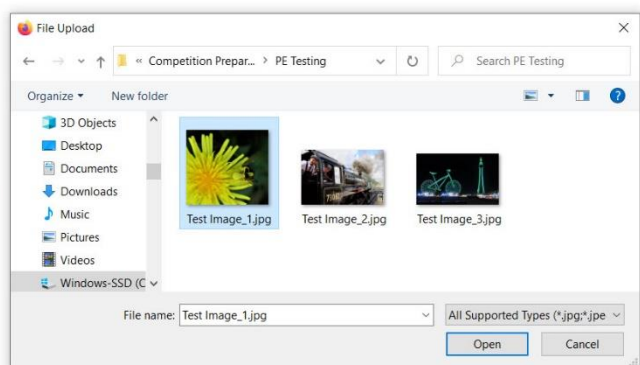 File Upload
« Competition Prepar... > PE Testing
Search PE Testing
Organize
New folder
3D Objects
Desktop
Documents
Downloads
Music
Pictures
Videos
Windows-SSD (C
Test Image_1.jpg
Test Image_2.jpg
Test Image_3.jpg
File name: Test Image_1.jpg
All Supported Types (*.jpg;*.jpe
Open
Cancel